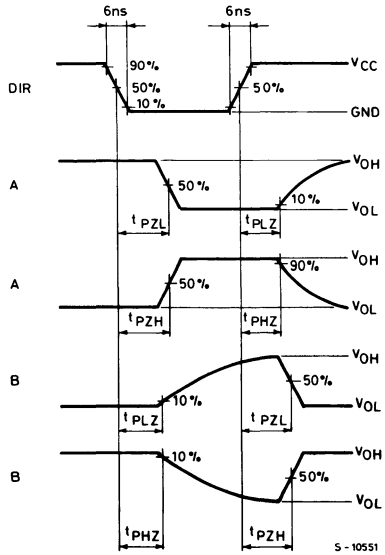 6ns 6ns
90% VCC
DIR 50% 50%
10% GND
VOH
A 50% 10%
VOL
tPZL tPLZ
VOH
A 50% 90%
VOL
tPZH tPHZ
VOH
B 10% 50%
VOL
tPLZ tPZL
10% VOH
B 50%
VOL
tPHZ tPZH
S-10551